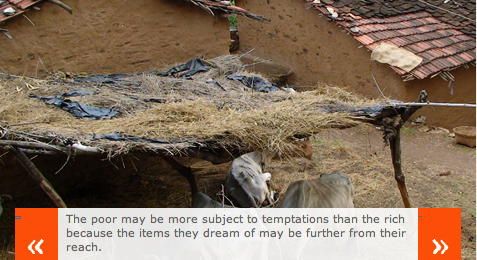 The poor may be more subject to temptations than the rich
because the items they dream of may be further from their
reach.